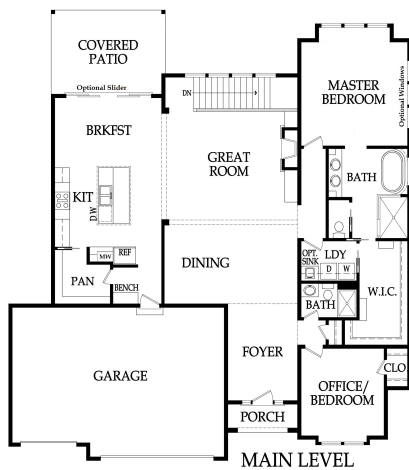 COVERED
PATIO
Optional Slider
DN
MASTER
BEDROOM
Optional Windows
BRKFST
GREAT
ROOM
BATH
KIT
DW
REF
MW
OPT.
SINK
LDY
D
W
DINING
PAN
BENCH
BATH
W.I.C.
FOYER
GARAGE
CLO
OFFICE/
BEDROOM
PORCH
MAIN LEVEL